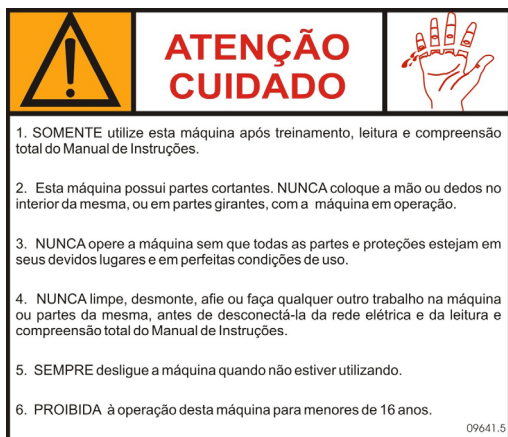 ATENÇÃO
CUIDADO
1. SOMENTE utilize esta máquina após treinamento, leitura e compreensão
total do Manual de Instruções.
2. Esta máquina possui partes cortantes. NUNCA coloque a mão ou dedos no
interior da mesma, ou em partes girantes, com a máquina em operação.
3. NUNCA opere a máquina sem que todas as partes e proteções estejam em
seus devidos lugares e em perfeitas condições de uso.
4. NUNCA limpe, desmonte, afie ou faça qualquer outro trabalho na máquina
ou partes da mesma, antes de desconectá-la da rede elétrica e da leitura e
compreensão total do Manual de Instruções.
5. SEMPRE desligue a máquina quando não estiver utilizando.
6. PROIBIDA à operação desta máquina para menores de 16 anos.
09641.5